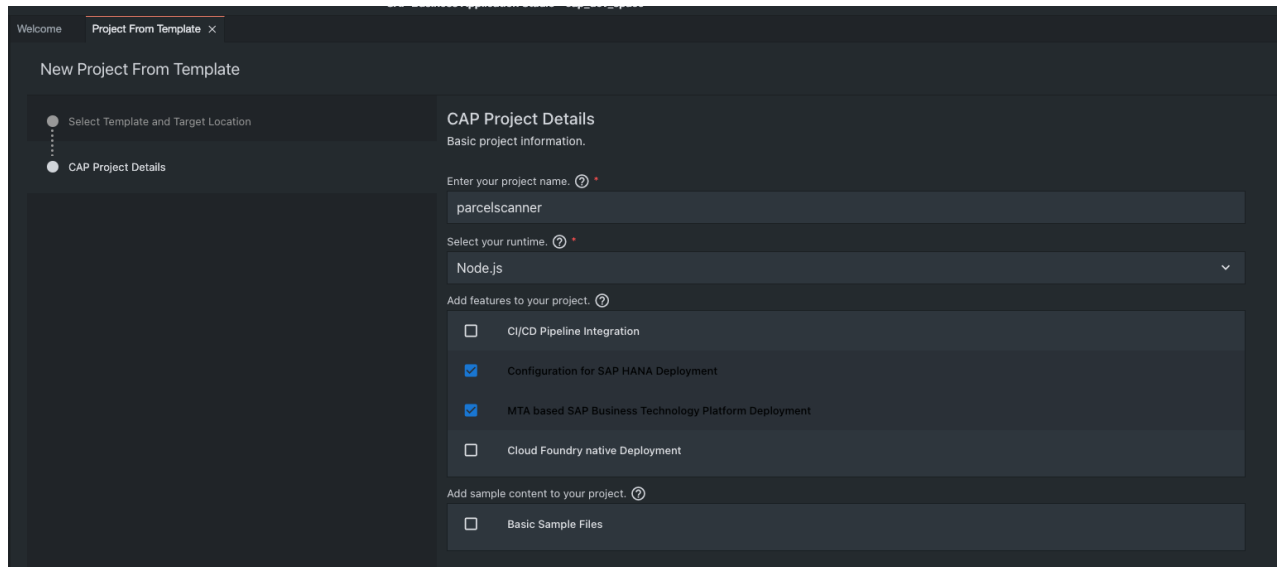 Welcome
Project From Template ×
New Project From Template
Select Template and Target Location
CAP Project Details
CAP Project Details
Basic project information.
Enter your project name. ? *
parcelscanner
Select your runtime. ? *
Node.js
Add features to your project. ?
CI/CD Pipeline Integration
Configuration for SAP HANA Deployment
MTA based SAP Business Technology Platform Deployment
Cloud Foundry native Deployment
Add sample content to your project. ?
Basic Sample Files